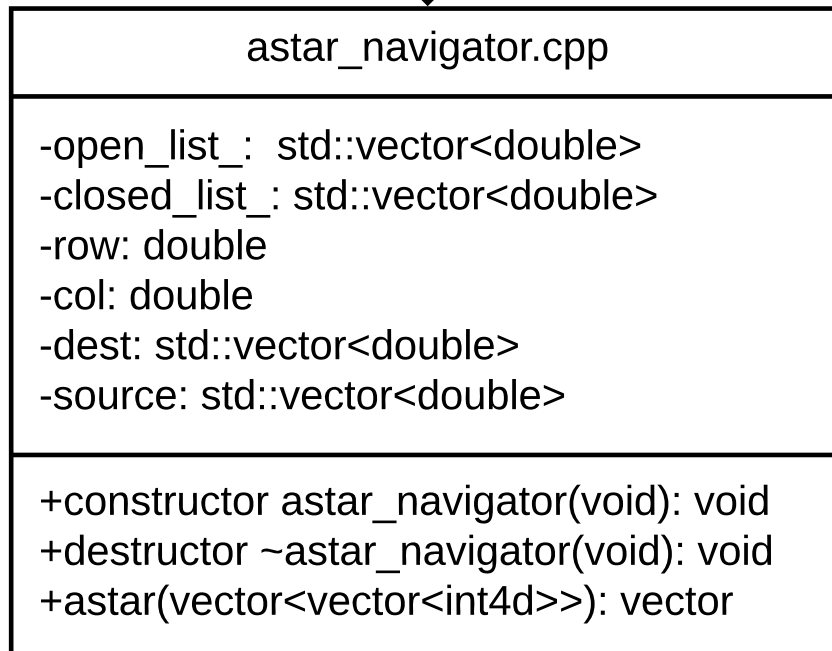 astar_navigator.cpp
-open_list_:  std::vector<double>
-closed_list_: std::vector<double>
-row: double
-col: double
-dest: std::vector<double>
-source: std::vector<double>
+constructor astar_navigator(void): void
+destructor ~astar_navigator(void): void
+astar(vector<vector<int4d>>): vector